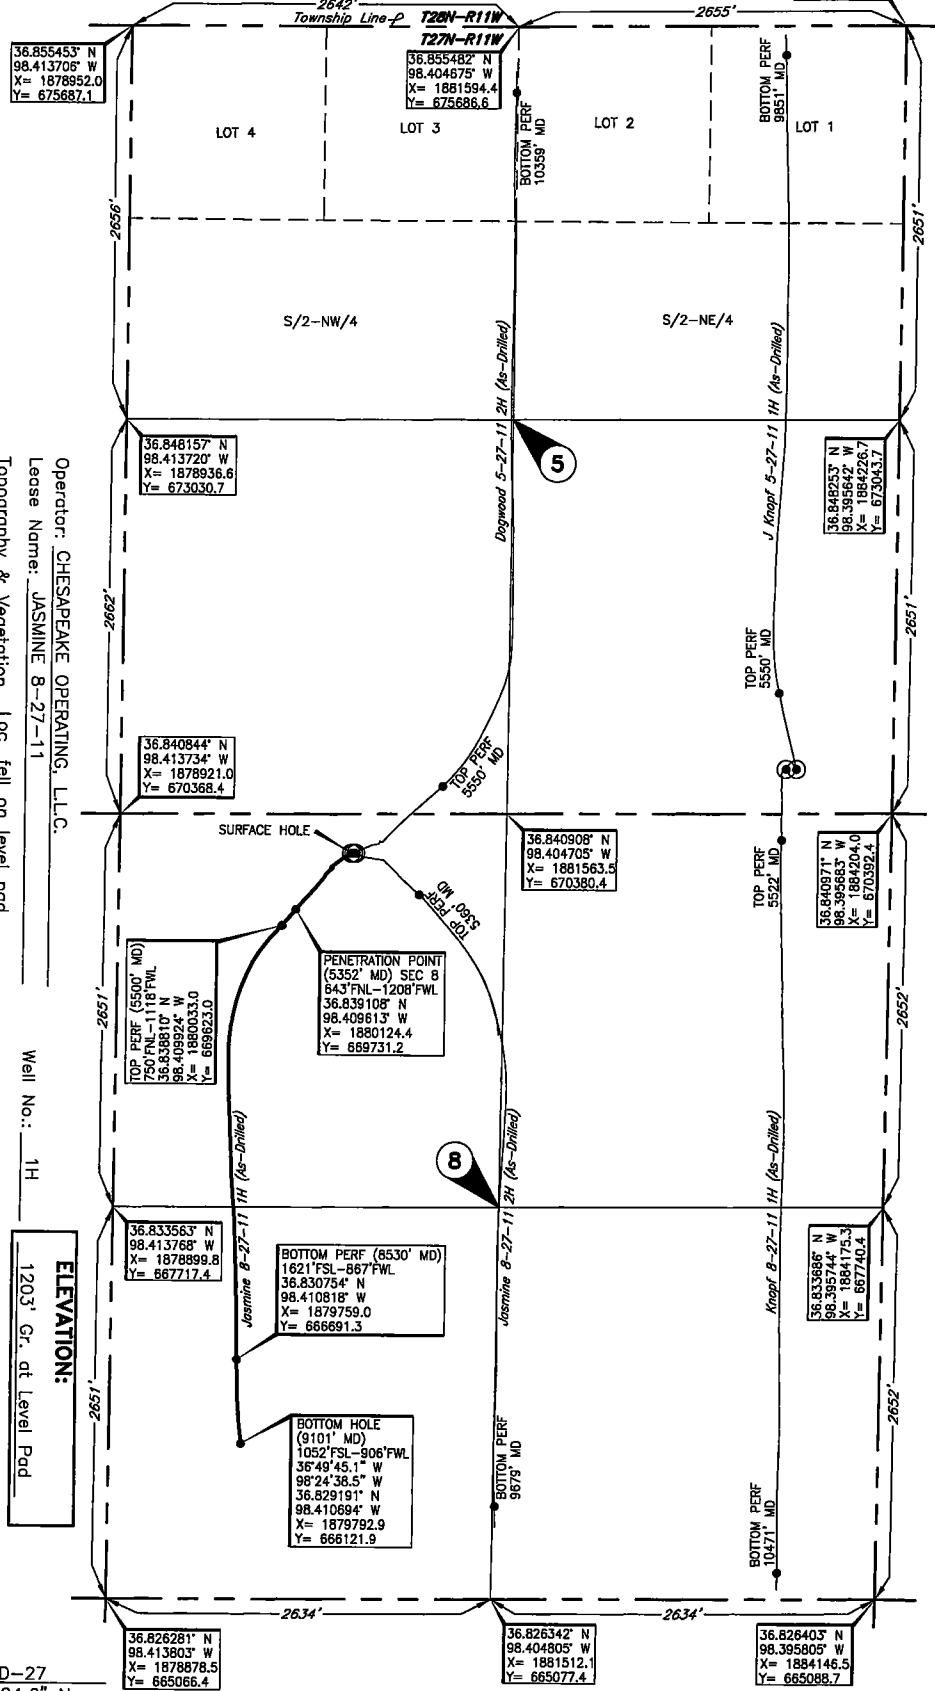 2642'
Township Line
T28N-R11W
T27N-R11W
2655'
36.855453° N
98.413706° W
X= 1878952.0
Y= 675687.1
36.855482° N
98.404675° W
X= 1881594.4
Y= 675686.6
BOTTOM PERF
9851' MD
BOTTOM PERF
10359' MD
LOT 4
LOT 3
LOT 2
LOT 1
2656'
2651'
S/2-NW/4
S/2-NE/4
Dogwood 5-27-11 2H (As-Drilled)
J Knopf 5-27-11 1H (As-Drilled)
36.848157° N
98.413720° W
X= 1878936.6
Y= 673030.7
5
36.848253° N
98.395642° W
X= 1884226.7
Y= 673043.7
2662'
2651'
TOP PERF
5550' MD
36.840844° N
98.413734° W
X= 1878921.0
Y= 670368.4
TOP PERF
5550' MD
SURFACE HOLE
36.840908° N
98.404705° W
X= 1881563.5
Y= 670380.4
TOP PERF
5522' MD
36.840971° N
98.395683° W
X= 1884204.0
Y= 670392.4
TOP PERF
5360' MD
TOP PERF (5500' MD)
750'FNL-1118'FWL
36.838810° N
98.409924° W
X= 1880033.0
Y= 669623.0
PENETRATION POINT
(5352' MD) SEC 8
643'FNL-1208'FWL
36.839108° N
98.409613° W
X= 1880124.4
Y= 669731.2
2651'
2652'
Jasmine 8-27-11 1H (As-Drilled)
8
Jasmine 8-27-11 2H (As-Drilled)
Knopf 8-27-11 1H (As-Drilled)
36.833563° N
98.413768° W
X= 1878899.8
Y= 667717.4
36.833686° N
98.395744° W
X= 1884175.3
Y= 667740.4
BOTTOM PERF (8530' MD)
1621'FSL-867'FWL
36.830754° N
98.410818° W
X= 1879759.0
Y= 666691.3
2651'
2652'
BOTTOM HOLE
(9101' MD)
1052'FSL-906'FWL
36°49'45.1" W
98°24'38.5" W
36.829191° N
98.410694° W
X= 1879792.9
Y= 666121.9
BOTTOM PERF
9679' MD
BOTTOM PERF
10471' MD
2634'
2634'
36.826281° N
98.413803° W
X= 1878878.5
Y= 665066.4
36.826342° N
98.404805° W
X= 1881512.1
Y= 665077.4
36.826403° N
98.395805° W
X= 1884146.5
Y= 665088.7
Operator: CHESAPEAKE OPERATING, L.L.C.
Lease Name: JASMINE 8-27-11
Well No.: 1H
Topography & Vegetation Loc. fell on level pad
ELEVATION:
1203' Gr. at Level Pad
D-27